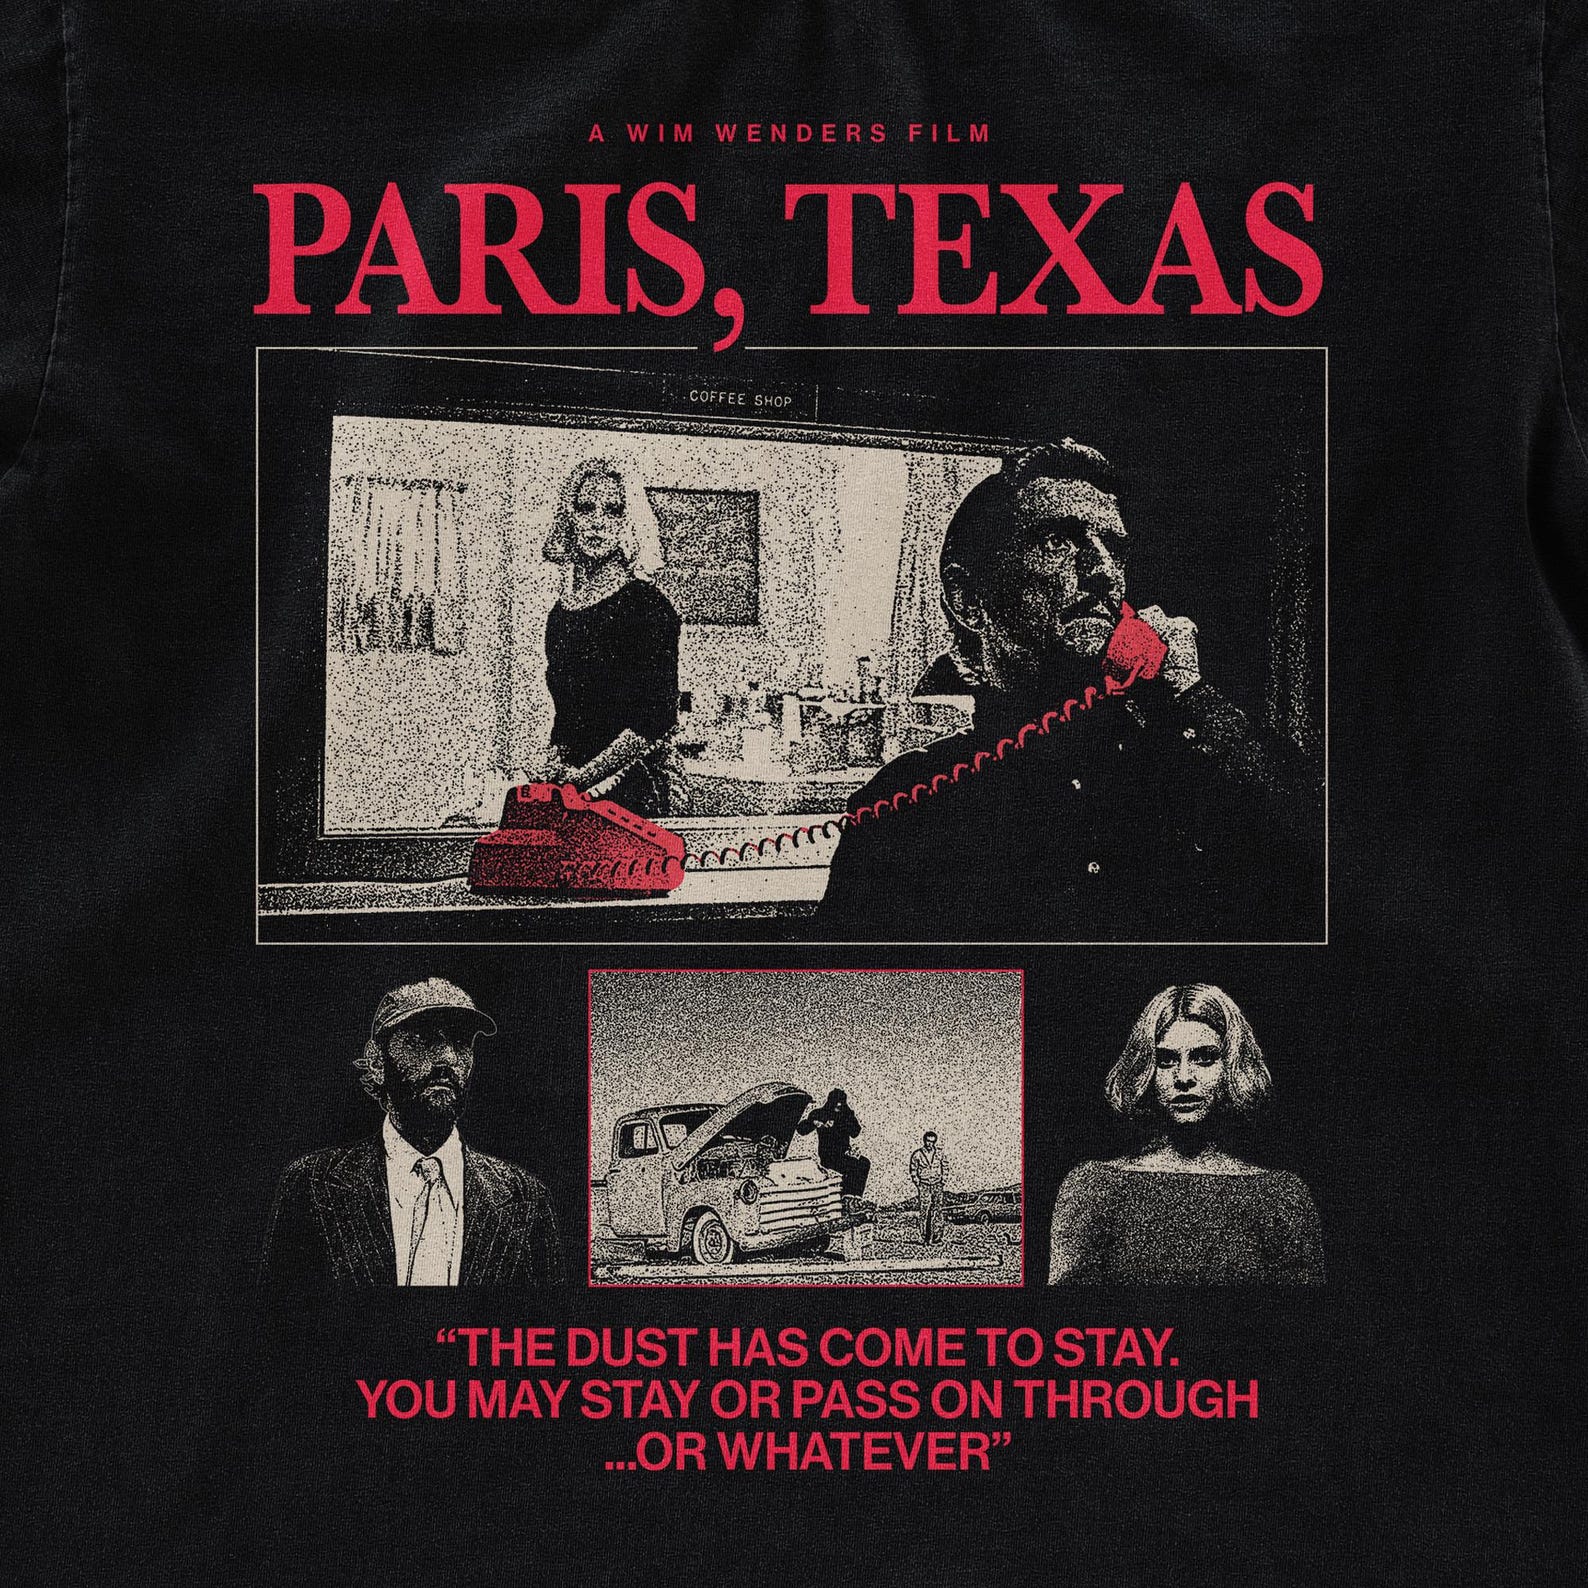 A WIM WENDERS FILM
PARIS, TEXAS
COFFEE SHOP
“THE DUST HAS COME TO STAY.
YOU MAY STAY OR PASS ON THROUGH
...OR WHATEVER”